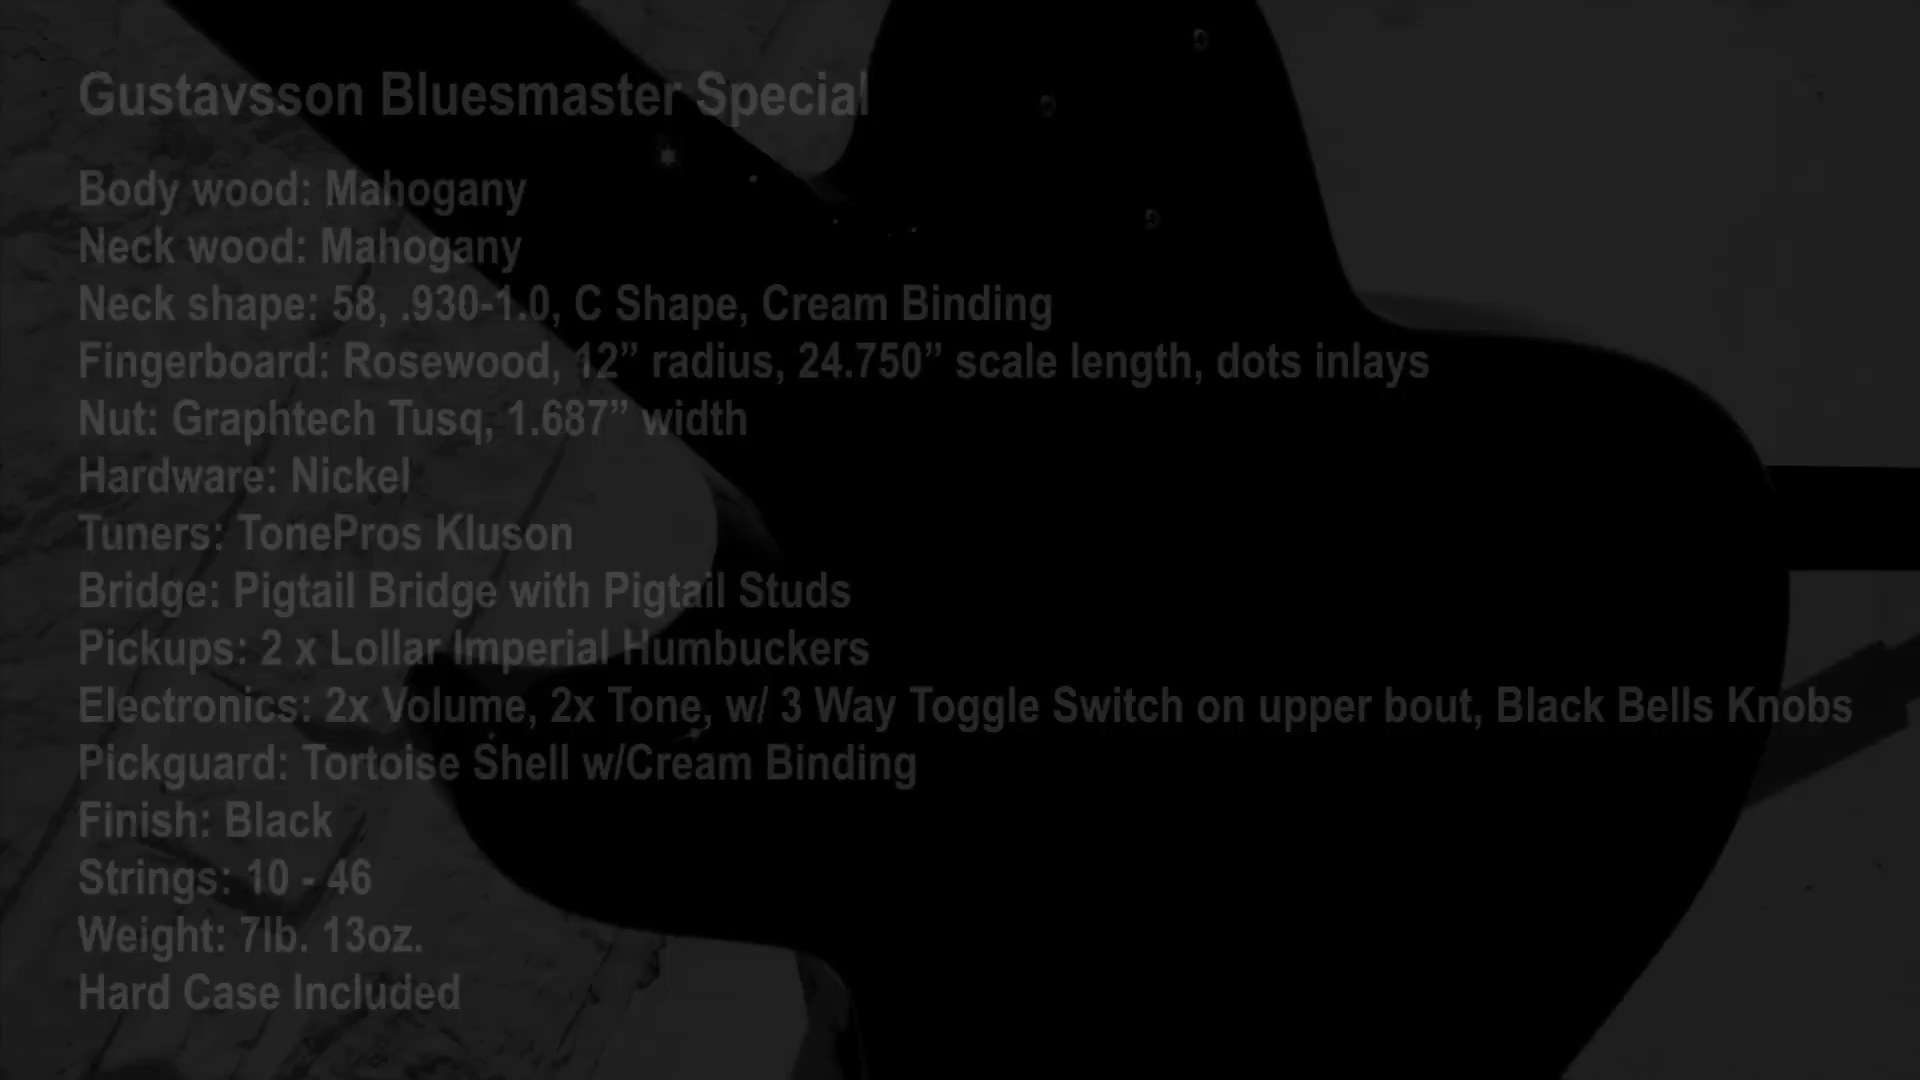 Gustavsson Bluesmaster Special
Body wood: Mahogany
Neck wood: Mahogany
Neck shape: 58, .930-1.0, C Shape, Cream Binding
Fingerboard: Rosewood, 12” radius, 24.750” scale length, dots inlays
Nut: Graphtech Tusq, 1.687” width
Hardware: Nickel
Tuners: TonePros Kluson
Bridge: Pigtail Bridge with Pigtail Studs
Pickups: 2 x Lollar Imperial Humbuckers
Electronics: 2x Volume, 2x Tone, w/ 3 Way Toggle Switch on upper bout, Black Bells Knobs
Pickguard: Tortoise Shell w/Cream Binding
Finish: Black
Strings: 10 - 46
Weight: 7lb. 13oz.
Hard Case Included